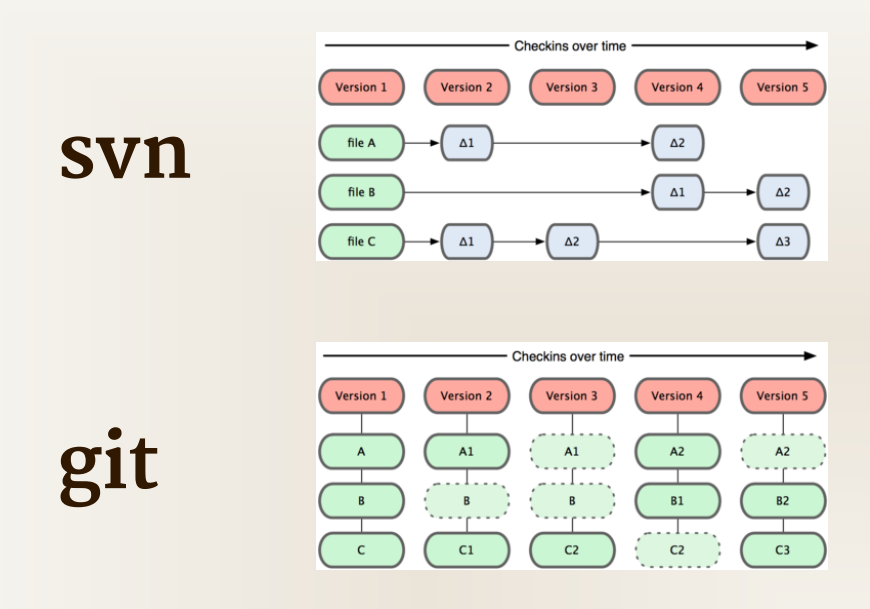 Checkins over time
Version 1 Version 2 Version 3 Version 4 Version 5
svn
file A Δ1 Δ2
file B Δ1 Δ2
file C Δ1 Δ2 Δ3
Checkins over time
Version 1 Version 2 Version 3 Version 4 Version 5
git
A A1 A1 A2 A2
B B B B1 B2
C C1 C2 C2 C3